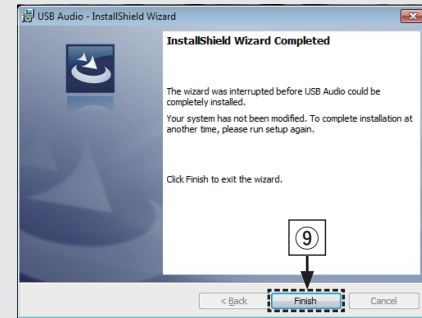 USB Audio - InstallShield Wizard
InstallShield Wizard Completed
The wizard was interrupted before USB Audio could be
completely installed.
Your system has not been modified. To complete installation at
another time, please run setup again.
Click Finish to exit the wizard.
⑨
< Back Finish Cancel